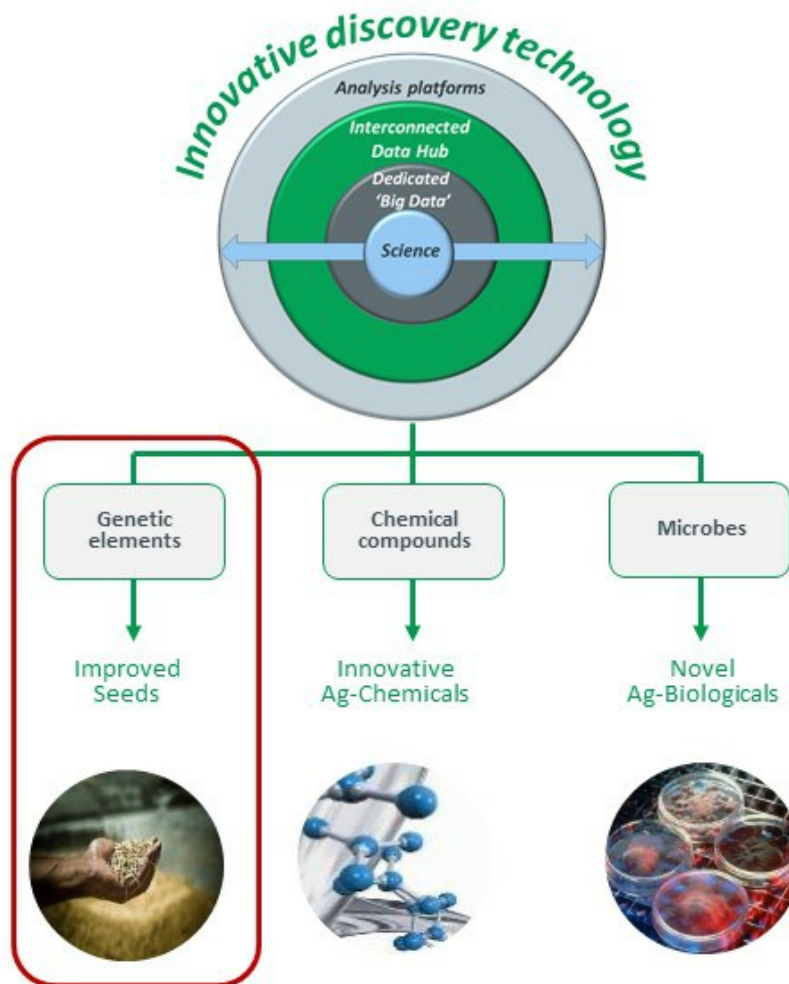 Innovative discovery technology
Analysis platforms
Interconnected
Data Hub
Dedicated
‘Big Data’
Science
Genetic
elements
Chemical
compounds
Microbes
Improved
Seeds
Innovative
Ag-Chemicals
Novel
Ag-Biologicals